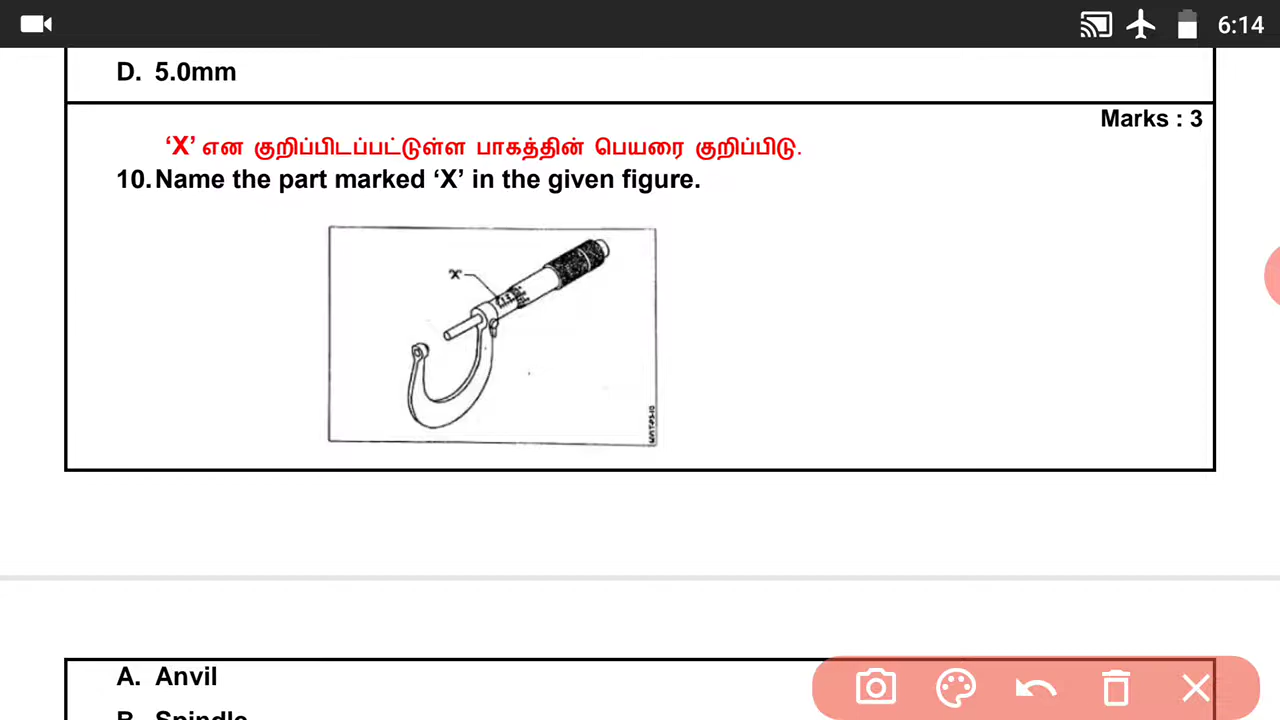 6:14
D. 5.0mm
Marks : 3
‘X’ என குறிப்பிடப்பட்டுள்ள பாகத்தின் பெயரை குறிப்பிடு.
10. Name the part marked ‘X’ in the given figure.
'X'
A. Anvil
B. Spindle